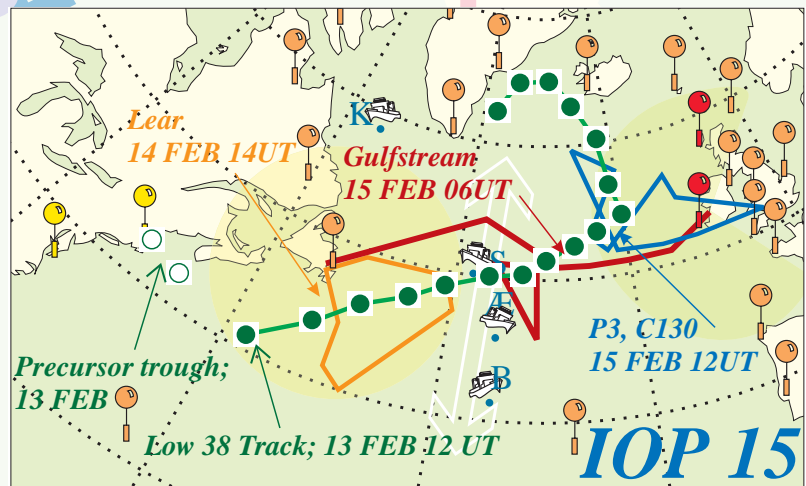 K
Lear
14 FEB 14UT
Gulfstream
15 FEB 06UT
S
Æ
B
P3, C130
15 FEB 12UT
Precursor trough;
13 FEB
Low 38 Track; 13 FEB 12 UT
IOP 15